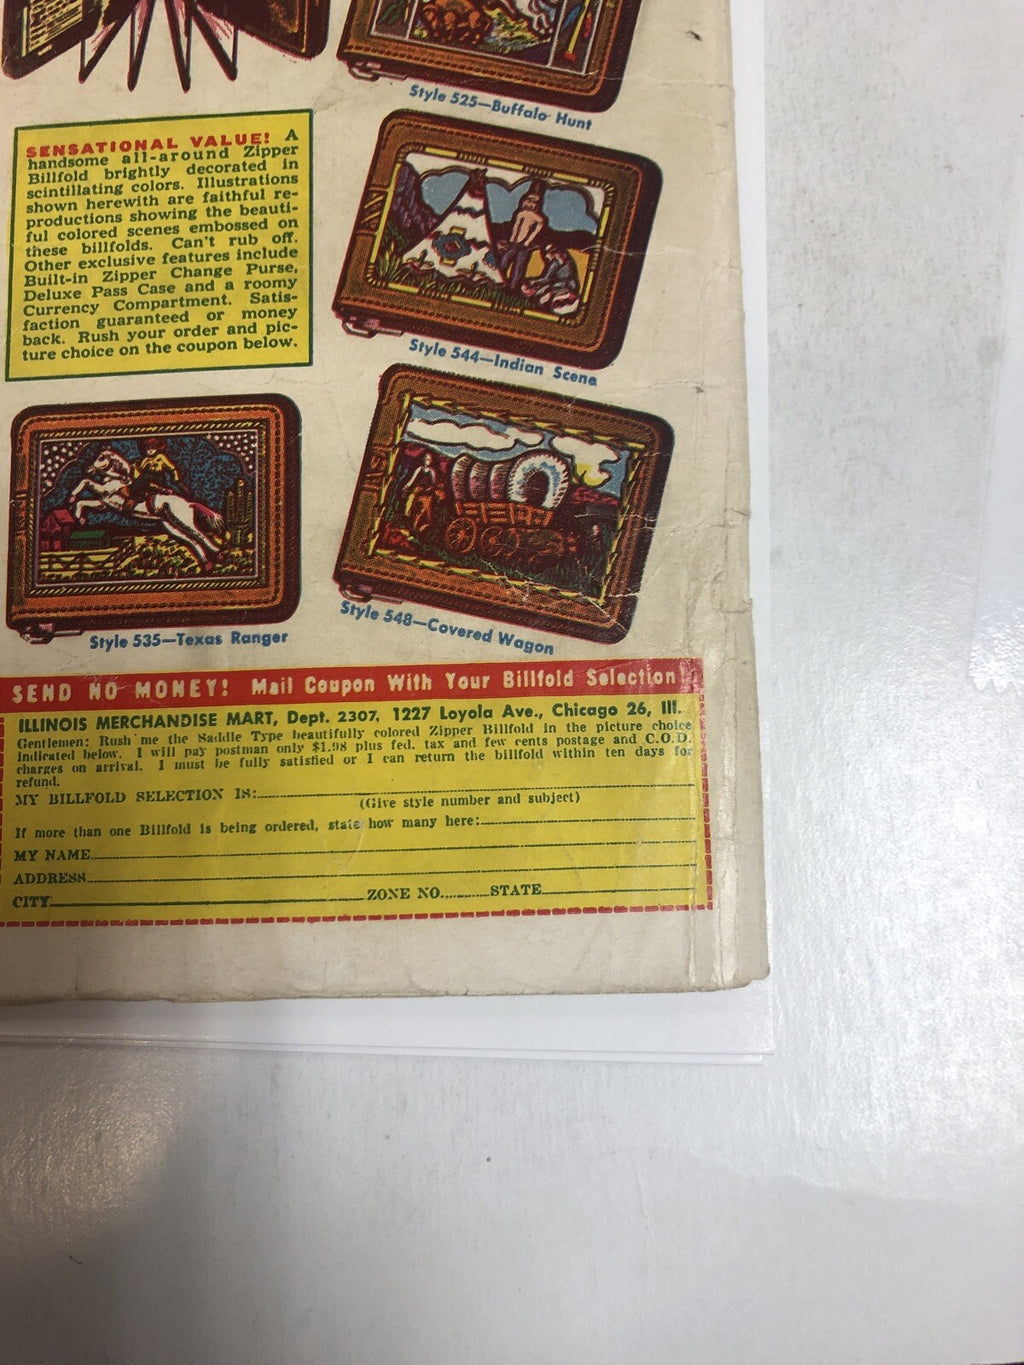 Style 525—Buffalo Hunt
SENSATIONAL VALUE! A
handsome all-around Zipper
Billfold brightly decorated in
scintillating colors. Illustrations
shown herewith are faithful re-
productions showing the beauti-
ful colored scenes embossed on
these billfolds. Can't rub off.
Other exclusive features include
Built-in Zipper Change Purse,
Deluxe Pass Case and a roomy
Currency Compartment. Satis-
faction guaranteed or money
back. Rush your order and pic-
ture choice on the coupon below.
Style 544—Indian Scene
Style 535—Texas Ranger
Style 548—Covered Wagon
SEND NO MONEY! Mail Coupon With Your Billfold Selection!
ILLINOIS MERCHANDISE MART, Dept. 2307, 1227 Loyola Ave., Chicago 26, Ill.
Gentlemen: Rush me the Saddle Type beautifully colored Zipper Billfold in the picture choice
indicated below. I will pay postman only $1.98 plus fed. tax and few cents postage and C.O.D.
charges on arrival. I must be fully satisfied or I can return the billfold within ten days for
refund.
MY BILLFOLD SELECTION IS:
(Give style number and subject)
If more than one Billfold is being ordered, state how many here:
MY NAME
ADDRESS
CITY ZONE NO. STATE